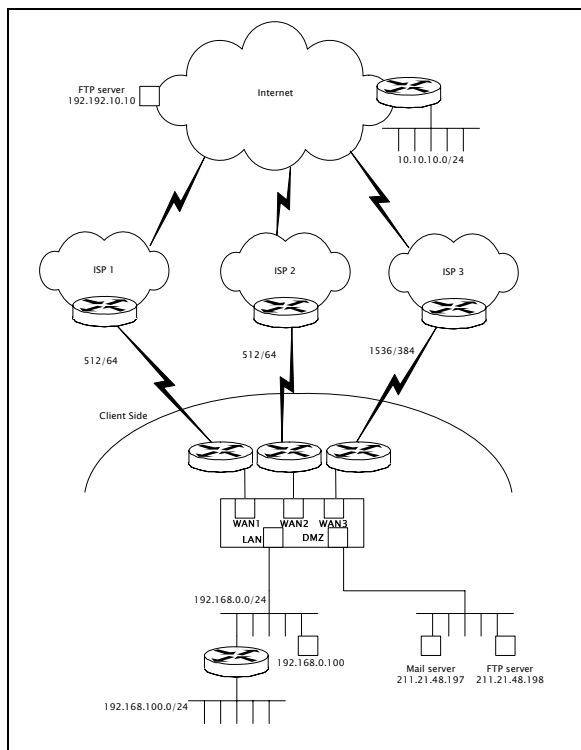 FTP server
192.192.10.10
Internet
10.10.10.0/24
ISP 1
ISP 2
ISP 3
512/64
512/64
1536/384
Client Side
WAN1
WAN2
WAN3
LAN
DMZ
192.168.0.0/24
192.168.0.100
Mail server
211.21.48.197
FTP server
211.21.48.198
192.168.100.0/24